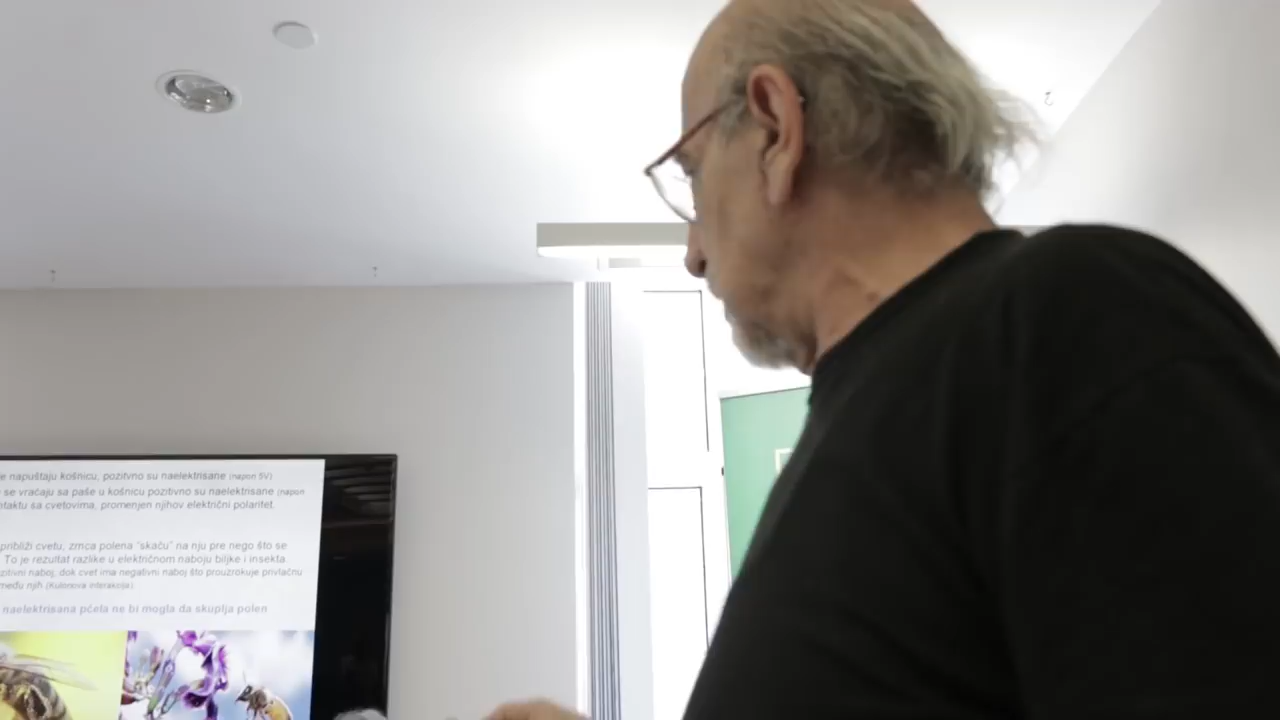 e napuštaju košnicu, pozitvno su naelektrisane (napon 5V)
se vraćaju sa paše u košnicu pozitivno su naelektrisane (napon
ntaktu sa cvetovima, promenjen njihov električni polaritet.
približi cvetu, zrnca polena "skaču" na nju pre nego što se
To je rezultat razlike u električnom naboju biljke i insekta.
zitivni naboj, dok cvet ima negativni naboj što prouzrokuje privlačnu
među njih (Kulonova interakcija)
naelektrisana pčela ne bi mogla da skuplja polen